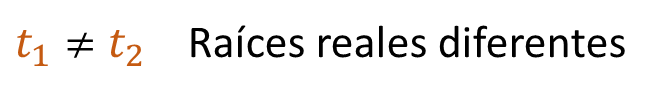 t₁ ≠ t₂ Raíces reales diferentes